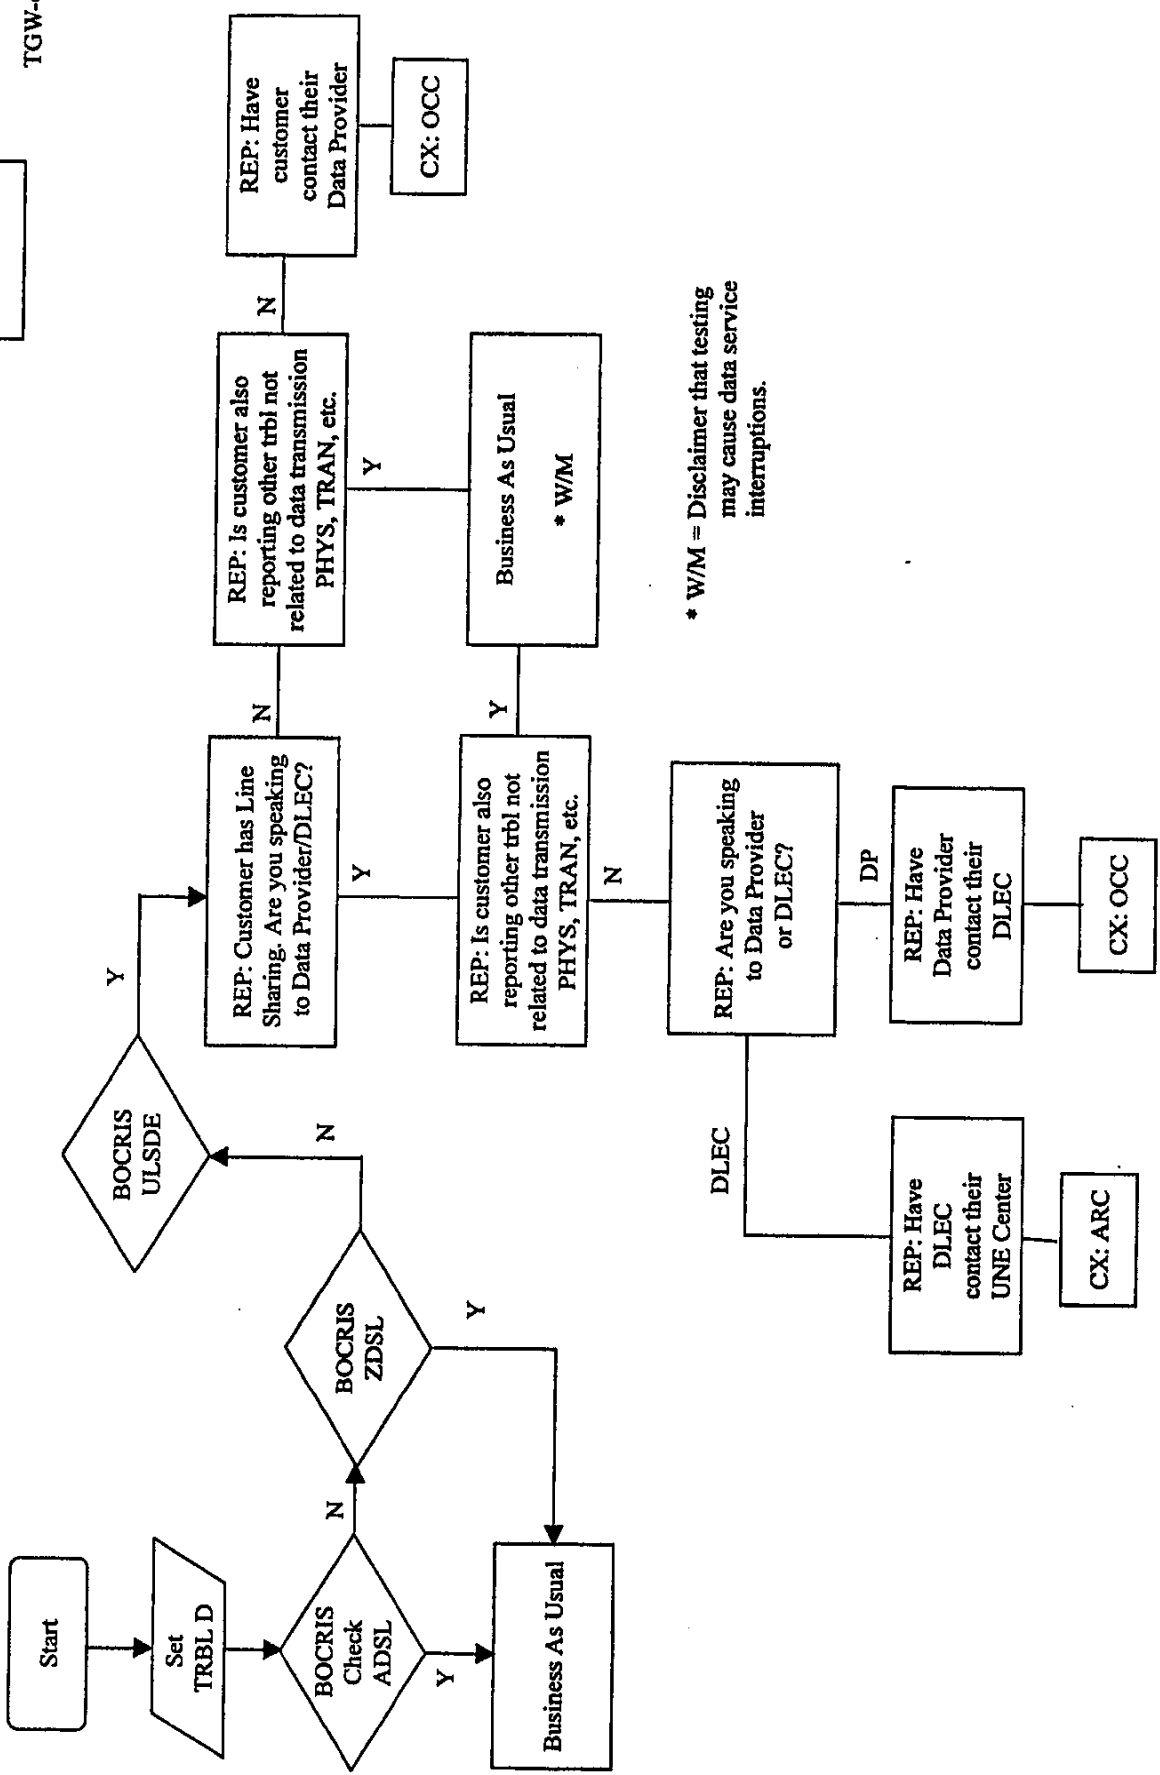 TGW-
Start
Set
TRBL D
BOCRIS
Check
ADSL
Y
N
Business As Usual
BOCRIS
ZDSL
Y
N
BOCRIS
ULSDE
Y
REP: Customer has Line
Sharing. Are you speaking
to Data Provider/DLEC?
N
Y
REP: Is customer also
reporting other trbl not
related to data transmission
PHYS, TRAN, etc.
N
Y
REP: Have
customer
contact their
Data Provider
CX: OCC
REP: Is customer also
reporting other trbl not
related to data transmission
PHYS, TRAN, etc.
Y
N
Business As Usual
* W/M
REP: Are you speaking
to Data Provider
or DLEC?
DLEC
DP
REP: Have
DLEC
contact their
UNE Center
CX: ARC
REP: Have
Data Provider
contact their
DLEC
CX: OCC
* W/M = Disclaimer that testing
may cause data service
interruptions.